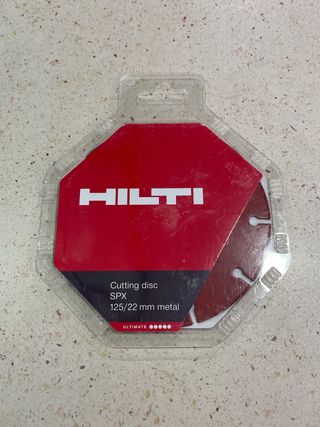 HILTI
Cutting disc
SPX
125/22 mm metal
ULTIMATE